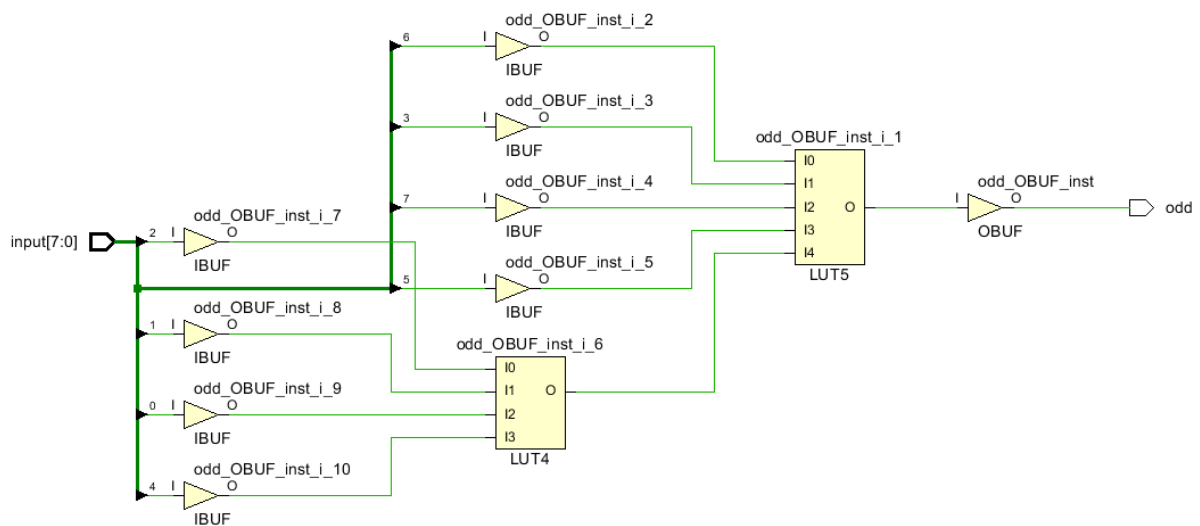 odd_OBUF_inst_i_2
6
I
O
IBUF
odd_OBUF_inst_i_3
3
I
O
IBUF
odd_OBUF_inst_i_1
I0
I1
I2
I3
I4
O
LUT5
odd_OBUF_inst_i_4
7
I
O
IBUF
odd_OBUF_inst
I
O
OBUF
odd
odd_OBUF_inst_i_7
input[7:0]
2
I
O
IBUF
odd_OBUF_inst_i_5
5
I
O
IBUF
odd_OBUF_inst_i_8
1
I
O
IBUF
odd_OBUF_inst_i_6
I0
I1
I2
I3
O
LUT4
odd_OBUF_inst_i_9
0
I
O
IBUF
odd_OBUF_inst_i_10
4
I
O
IBUF